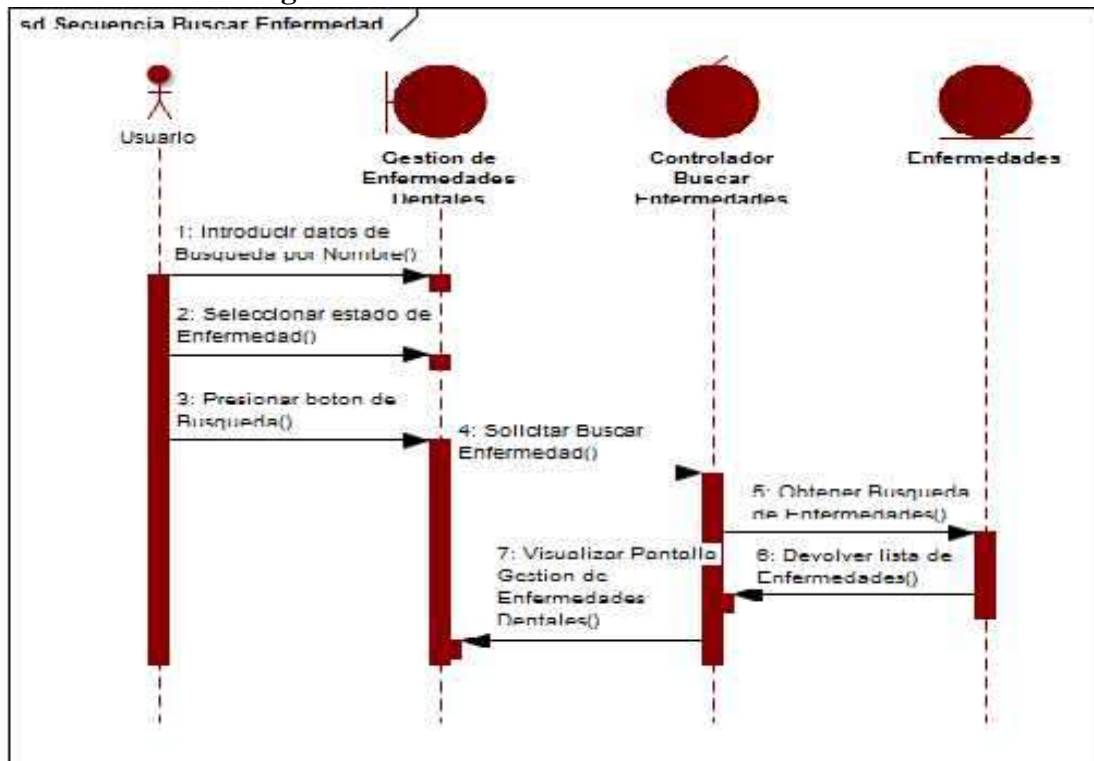 sd Secuencia Buscar Enfermedad
Usuario
Gestion de
Enfermedades
Dentales
Controlador
Buscar
Enfermedades
Enfermedades
1: Introducir datos de
Busqueda por Nombre()
2: Seleccionar estado de
Enfermedad()
3: Presionar boton de
Busqueda()
4: Solicitar Buscar
Enfermedad()
5: Obtener Busqueda
de Enfermedades()
6: Devolver lista de
Enfermedades()
7: Visualizar Pantalla
Gestion de
Enfermedades
Dentales()